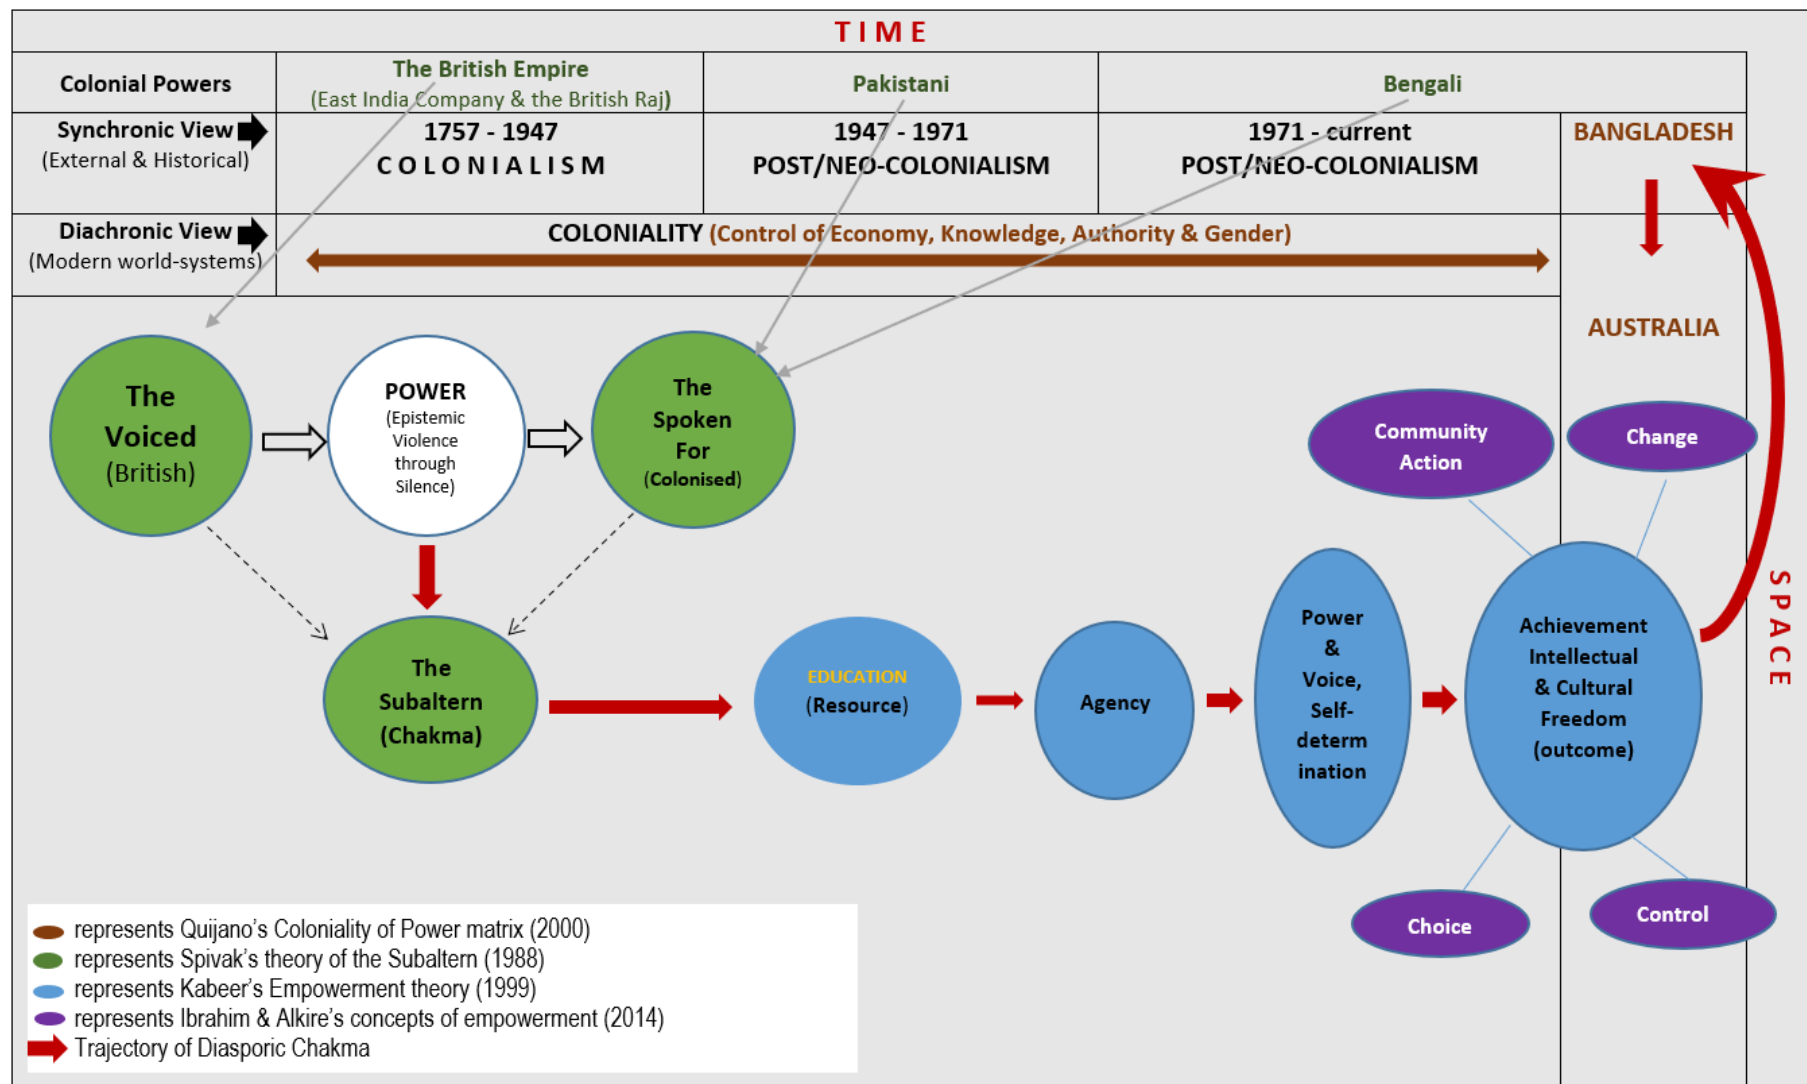 T I M E
Colonial Powers
The British Empire
(East India Company & the British Raj)
Pakistani
Bengali
Synchronic View
(External & Historical)
1757 - 1947
C O L O N I A L I S M
1947 - 1971
POST/NEO-COLONIALISM
1971 - current
POST/NEO-COLONIALISM
BANGLADESH
Diachronic View
(Modern world-systems)
COLONIALITY (Control of Economy, Knowledge, Authority & Gender)
AUSTRALIA
The
Voiced
(British)
POWER
(Epistemic
Violence
through
Silence)
The
Spoken
For
(Colonised)
Community
Action
Change
The
Subaltern
(Chakma)
EDUCATION
(Resource)
Agency
Power
&
Voice,
Self-
determ
ination
Achievement
Intellectual
& Cultural
Freedom
(outcome)
S P A C E
Choice
Control
represents Quijano's Coloniality of Power matrix (2000)
represents Spivak's theory of the Subaltern (1988)
represents Kabeer's Empowerment theory (1999)
represents Ibrahim & Alkire's concepts of empowerment (2014)
Trajectory of Diasporic Chakma